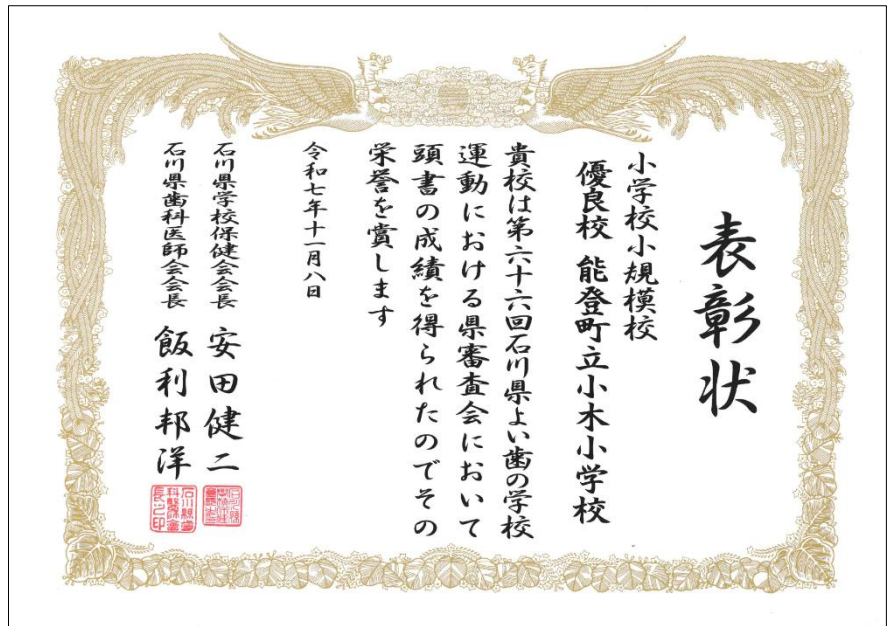 表彰状
小学校小規模校
優良校 能登町立小木小学校
貴校は第六十六回石川県よい歯の学校
運動における県審査会において
頭書の成績を得られたのでその
栄誉を賞します
令和七年十一月八日
石川県学校保健会会長 安田健二
石川県歯科医師会会長 飯利邦洋